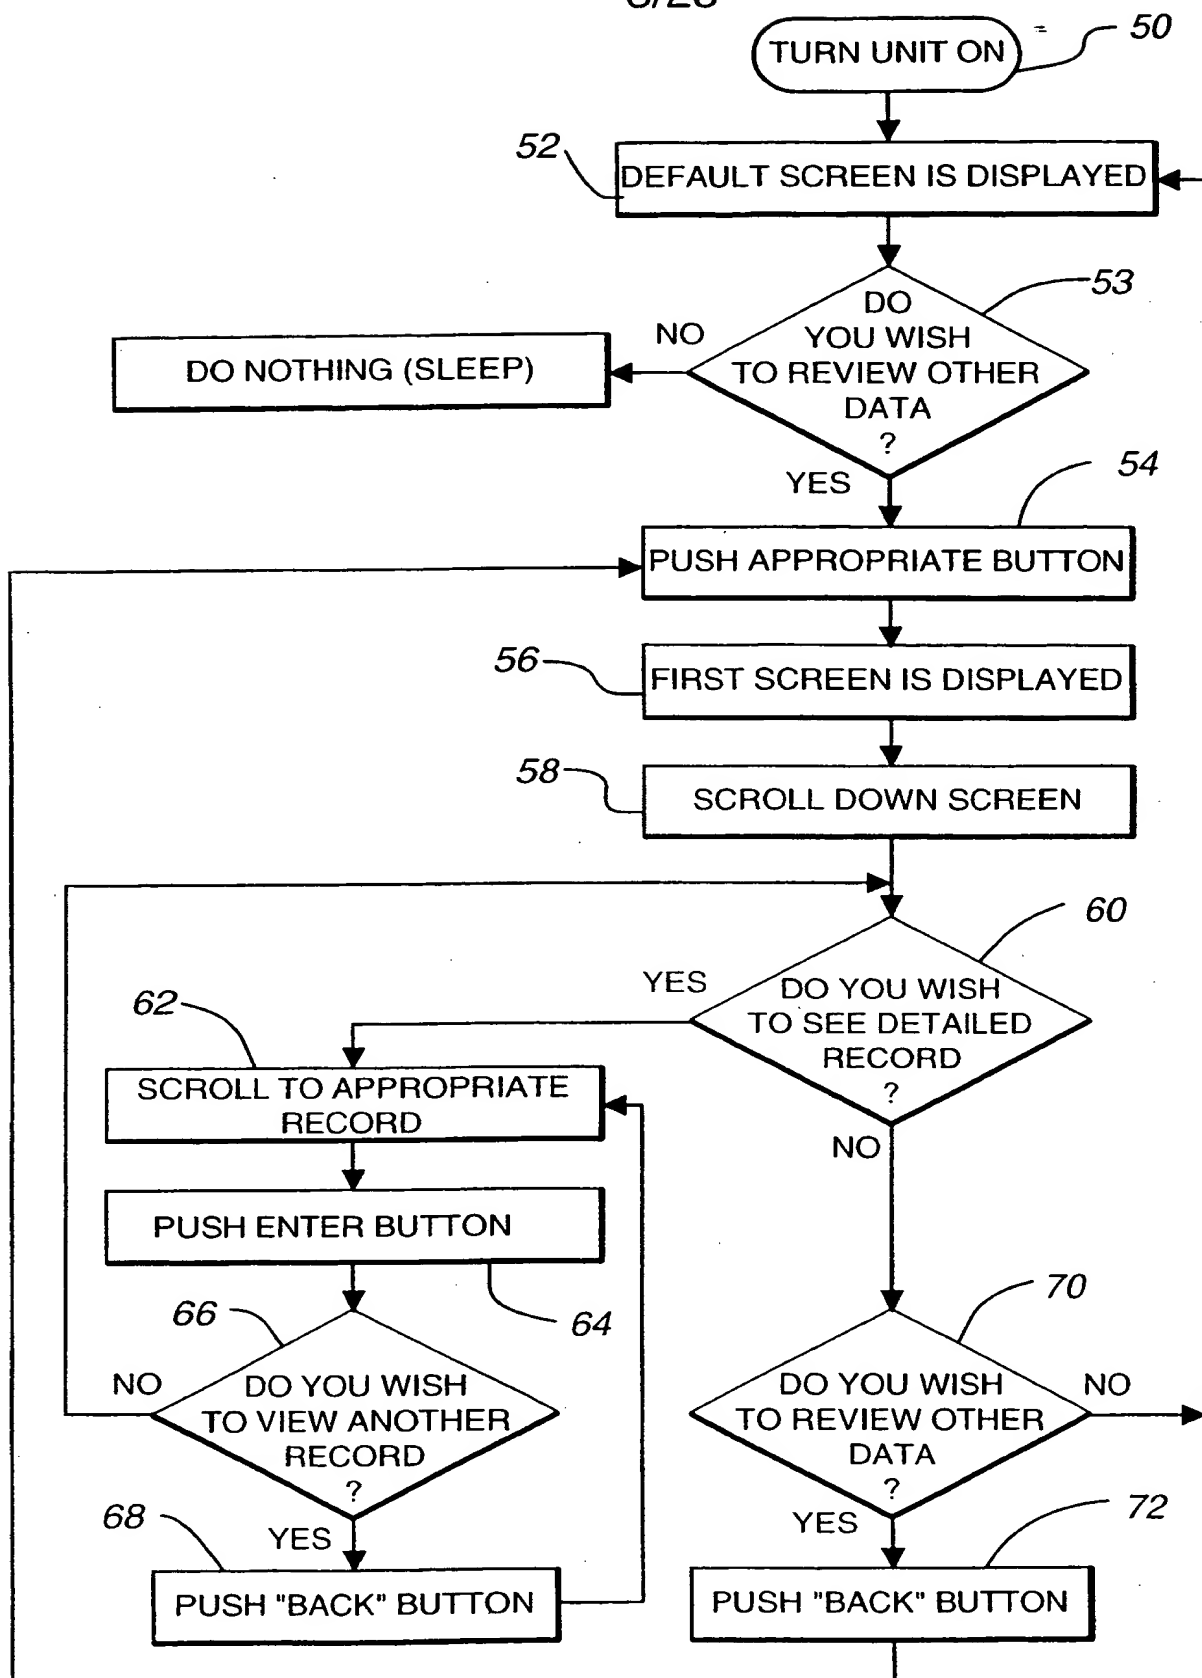 50
TURN UNIT ON
52
DEFAULT SCREEN IS DISPLAYED
53
DO
YOU WISH
TO REVIEW OTHER
DATA
?
NO
DO NOTHING (SLEEP)
YES
54
PUSH APPROPRIATE BUTTON
56
FIRST SCREEN IS DISPLAYED
58
SCROLL DOWN SCREEN
60
YES
DO YOU WISH
TO SEE DETAILED
RECORD
?
NO
62
SCROLL TO APPROPRIATE
RECORD
PUSH ENTER BUTTON
64
66
NO
DO YOU WISH
TO VIEW ANOTHER
RECORD
?
YES
68
PUSH "BACK" BUTTON
70
DO YOU WISH
TO REVIEW OTHER
DATA
?
NO
YES
72
PUSH "BACK" BUTTON